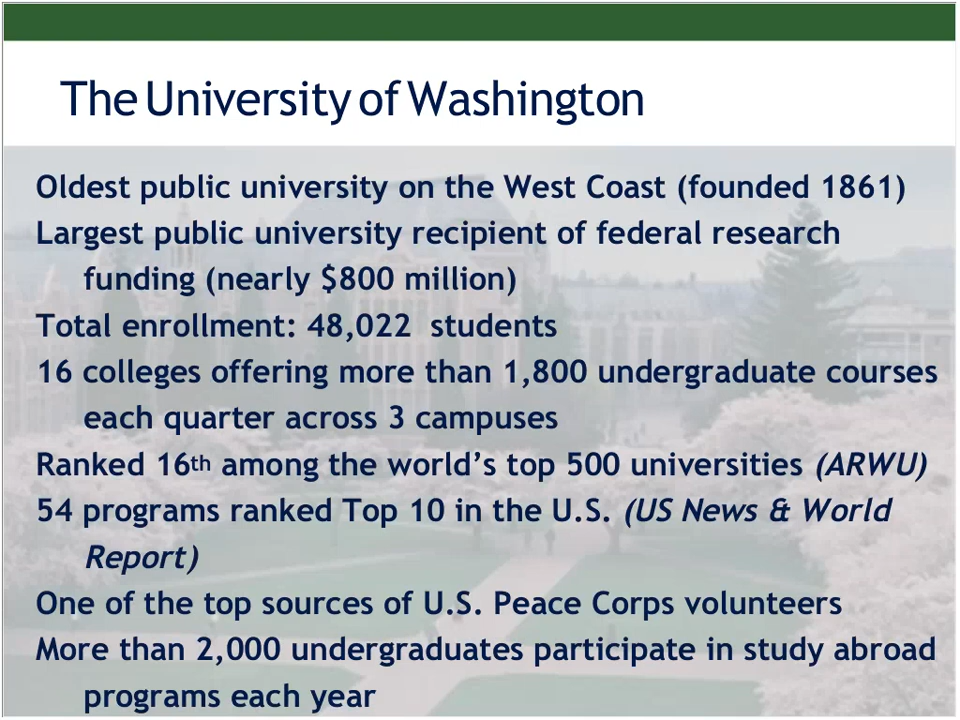 The University of Washington
Oldest public university on the West Coast (founded 1861)
Largest public university recipient of federal research
funding (nearly $800 million)
Total enrollment: 48,022 students
16 colleges offering more than 1,800 undergraduate courses
each quarter across 3 campuses
Ranked 16th among the world’s top 500 universities (ARWU)
54 programs ranked Top 10 in the U.S. (US News & World
Report)
One of the top sources of U.S. Peace Corps volunteers
More than 2,000 undergraduates participate in study abroad
programs each year